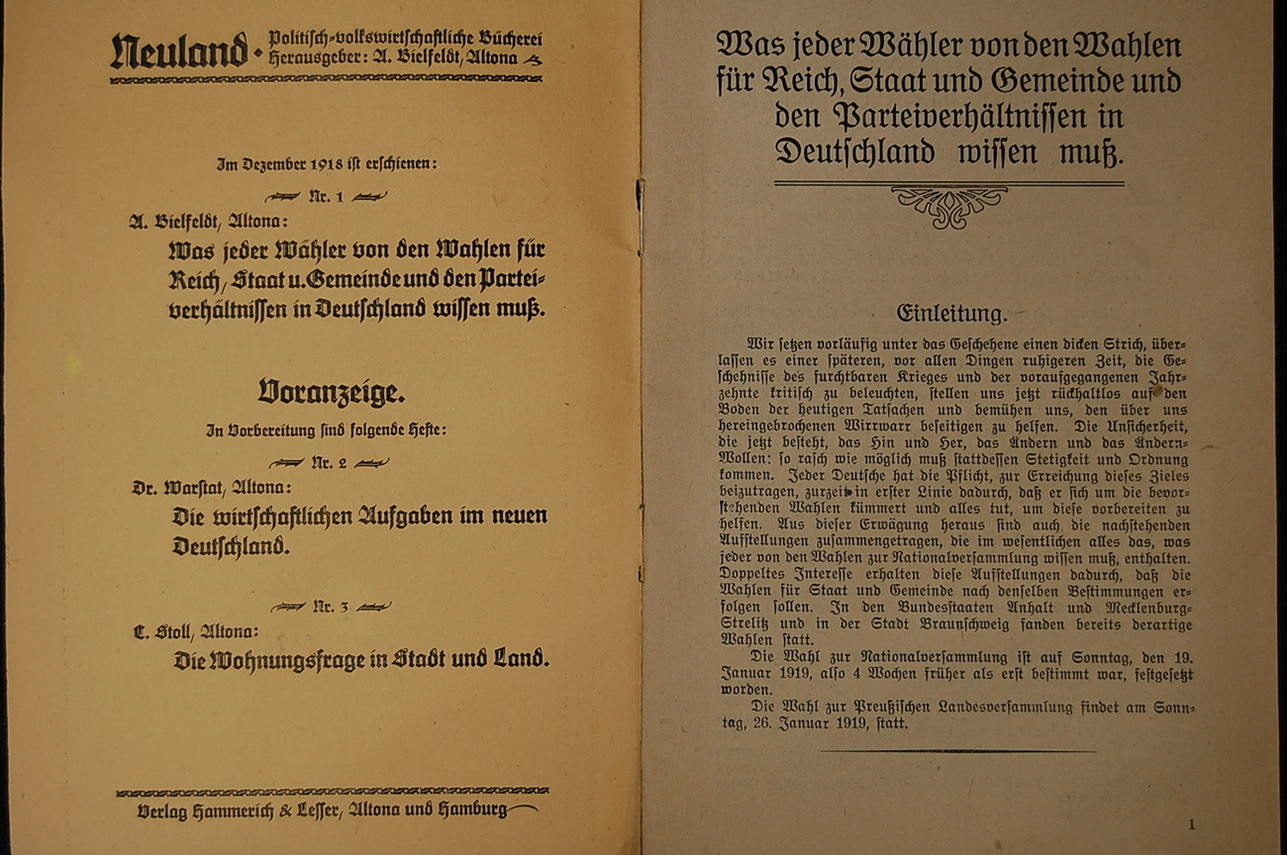 Neuland · Politisch-volkswirtschaftliche Bücherei
Herausgeber: A. Bielfeldt, Altona
Im Dezember 1918 ist erschienen:
Nr. 1
A. Bielfeldt, Altona:
Was jeder Wähler von den Wahlen für
Reich, Staat u. Gemeinde und den Partei-
verhältnissen in Deutschland wissen muß.
Voranzeige.
In Vorbereitung sind folgende Hefte:
Nr. 2
Dr. Warstat, Altona:
Die wirtschaftlichen Aufgaben im neuen
Deutschland.
Nr. 3
C. Stoll, Altona:
Die Wohnungsfrage in Stadt und Land.
Verlag Hammerich & Lesser, Altona und Hamburg
Was jeder Wähler von den Wahlen
für Reich, Staat und Gemeinde und
den Parteiverhältnissen in
Deutschland wissen muß.
Einleitung.
Wir setzen vorläufig unter das Geschehene einen dicken Strich, über-
lassen es einer späteren, vor allen Dingen ruhigeren Zeit, die Ge-
schehnisse des furchtbaren Krieges und der voraufgegangenen Jahr-
zehnte kritisch zu beleuchten, stellen uns jetzt rückhaltlos auf den
Boden der heutigen Tatsachen und bemühen uns, den über uns
hereingebrochenen Wirrwarr beseitigen zu helfen. Die Unsicherheit,
die jetzt besteht, das Hin und Her, das Ändern und das Ändern-
Wollen: so rasch wie möglich muß stattdessen Stetigkeit und Ordnung
kommen. Jeder Deutsche hat die Pflicht, zur Erreichung dieses Zieles
beizutragen, zurzeit in erster Linie dadurch, daß er sich um die bevor-
stehenden Wahlen kümmert und alles tut, um diese vorbereiten zu
helfen. Aus dieser Erwägung heraus sind auch die nachstehenden
Aufstellungen zusammengetragen, die im wesentlichen alles das, was
jeder von den Wahlen zur Nationalversammlung wissen muß, enthalten.
Doppeltes Interesse erhalten diese Aufstellungen dadurch, daß die
Wahlen für Staat und Gemeinde nach denselben Bestimmungen er-
folgen sollen. In den Bundesstaaten Anhalt und Mecklenburg-
Strelitz und in der Stadt Braunschweig fanden bereits derartige
Wahlen statt.
Die Wahl zur Nationalversammlung ist auf Sonntag, den 19.
Januar 1919, also 4 Wochen früher als erst bestimmt war, festgesetzt
worden.
Die Wahl zur Preußischen Landesversammlung findet am Sonn-
tag, 26. Januar 1919, statt.
1